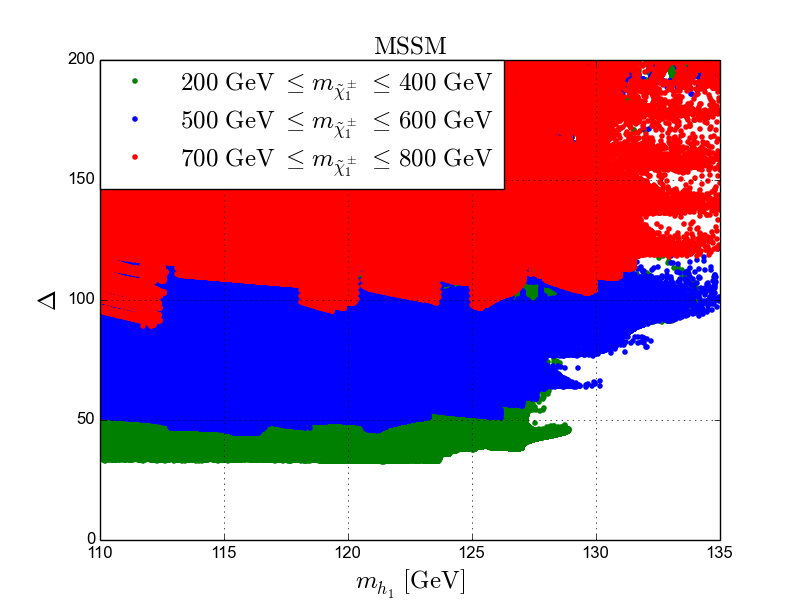 MSSM
200 GeV ≤ m_{χ̃₁^±} ≤ 400 GeV
500 GeV ≤ m_{χ̃₁^±} ≤ 600 GeV
700 GeV ≤ m_{χ̃₁^±} ≤ 800 GeV
200
150
100
50
0
Δ
110 115 120 125 130 135
m_{h₁} [GeV]